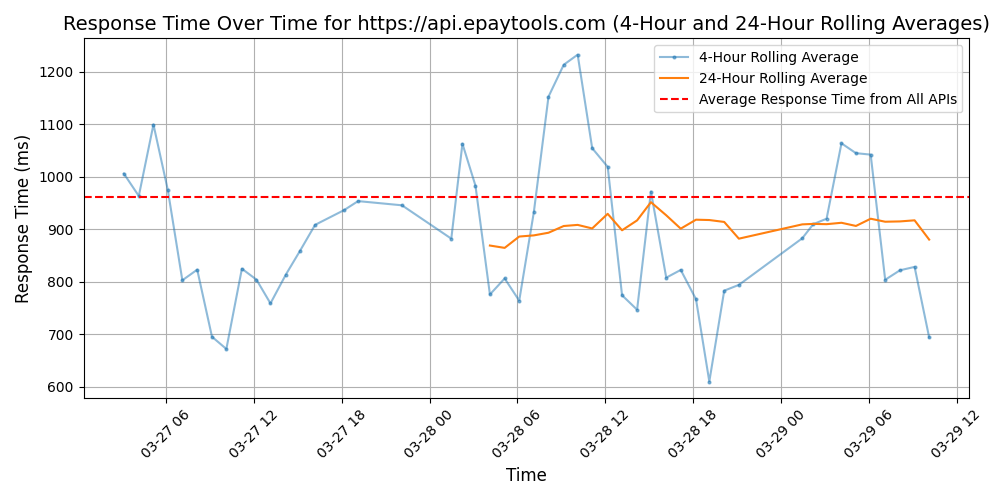 Response Time Over Time for https://api.epaytools.com (4-Hour and 24-Hour Rolling Averages)
4-Hour Rolling Average
24-Hour Rolling Average
Average Response Time from All APIs
Response Time (ms)
1200
1100
1000
900
800
700
600
03-27 06
03-27 12
03-27 18
03-28 00
03-28 06
03-28 12
03-28 18
03-29 00
03-29 06
03-29 12
Time